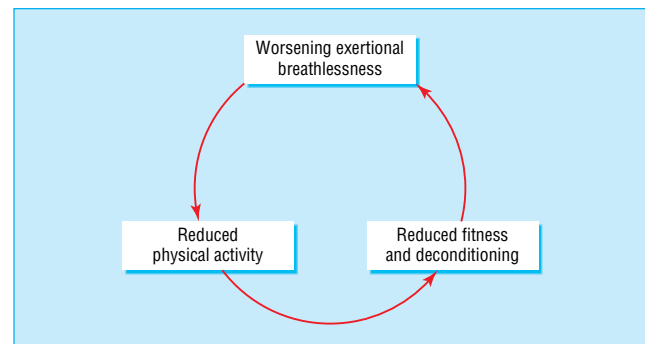 Worsening exertional
breathlessness
Reduced
physical activity
Reduced fitness
and deconditioning